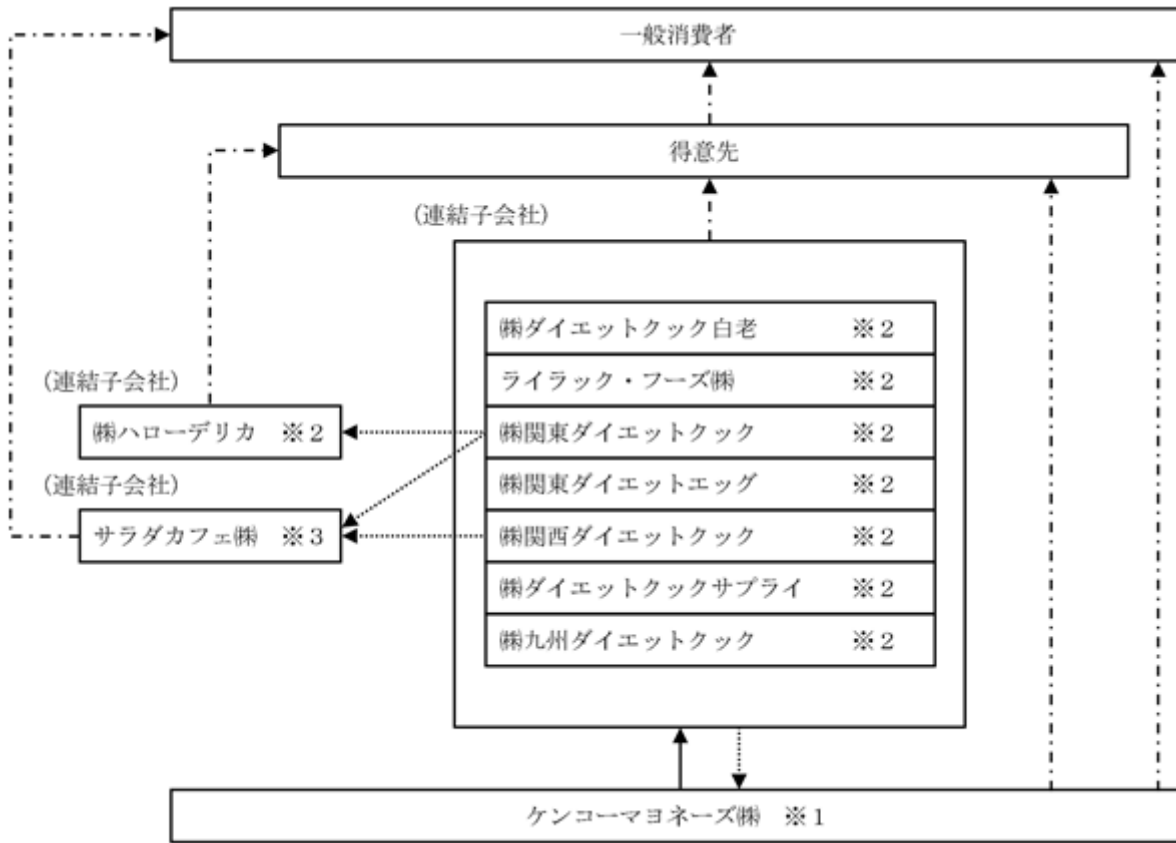 一般消費者
得意先
(連結子会社)
㈱ダイエットクック白老 ※2
ライラック・フーズ㈱ ※2
(連結子会社)
㈱ハローデリカ ※2
㈱関東ダイエットクック ※2
(連結子会社)
㈱関東ダイエットエッグ ※2
サラダカフェ㈱ ※3
㈱関西ダイエットクック ※2
㈱ダイエットクックサプライ ※2
㈱九州ダイエットクック ※2
ケンコーマヨネーズ㈱ ※1